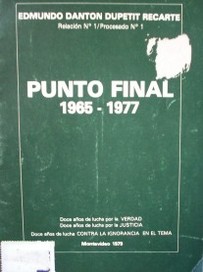 EDMUNDO DANTON DUPETIT RECARTE
Relación Nº 1/Procesado Nº 1
PUNTO FINAL
1965 - 1977
Doce años de lucha por la VERDAD
Doce años de lucha por la JUSTICIA
Doce años de lucha CONTRA LA IGNORANCIA EN EL TEMA
Montevideo 1979